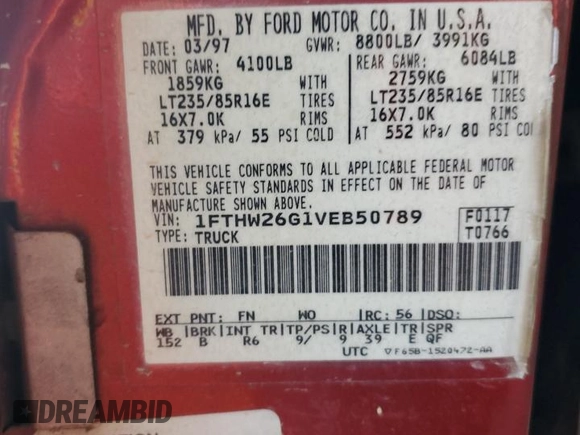 MFD. BY FORD MOTOR CO. IN U.S.A.
DATE: 03/97 GVWR: 8800LB/ 3991KG
FRONT GAWR: 4100LB REAR GAWR: 6084LB
1859KG WITH 2759KG WITH
LT235/85R16E TIRES LT235/85R16E TIRES
16X7.0K RIMS 16X7.0K RIMS
AT 379 kPa/ 55 PSI COLD AT 552 kPa/ 80 PSI COLD
THIS VEHICLE CONFORMS TO ALL APPLICABLE FEDERAL MOTOR
VEHICLE SAFETY STANDARDS IN EFFECT ON THE DATE OF
MANUFACTURE SHOWN ABOVE.
VIN: 1FTHW26G1VEB50789 F0117
TYPE: TRUCK T0766
EXT PNT: FN WO RC: 56 DSO:
WB BRK INT TR TP/PS R AXLE TR SPR
152 B R6 9/ 9 39 E QF
UTC ▽F65B-1520472-AA
DREAMBID